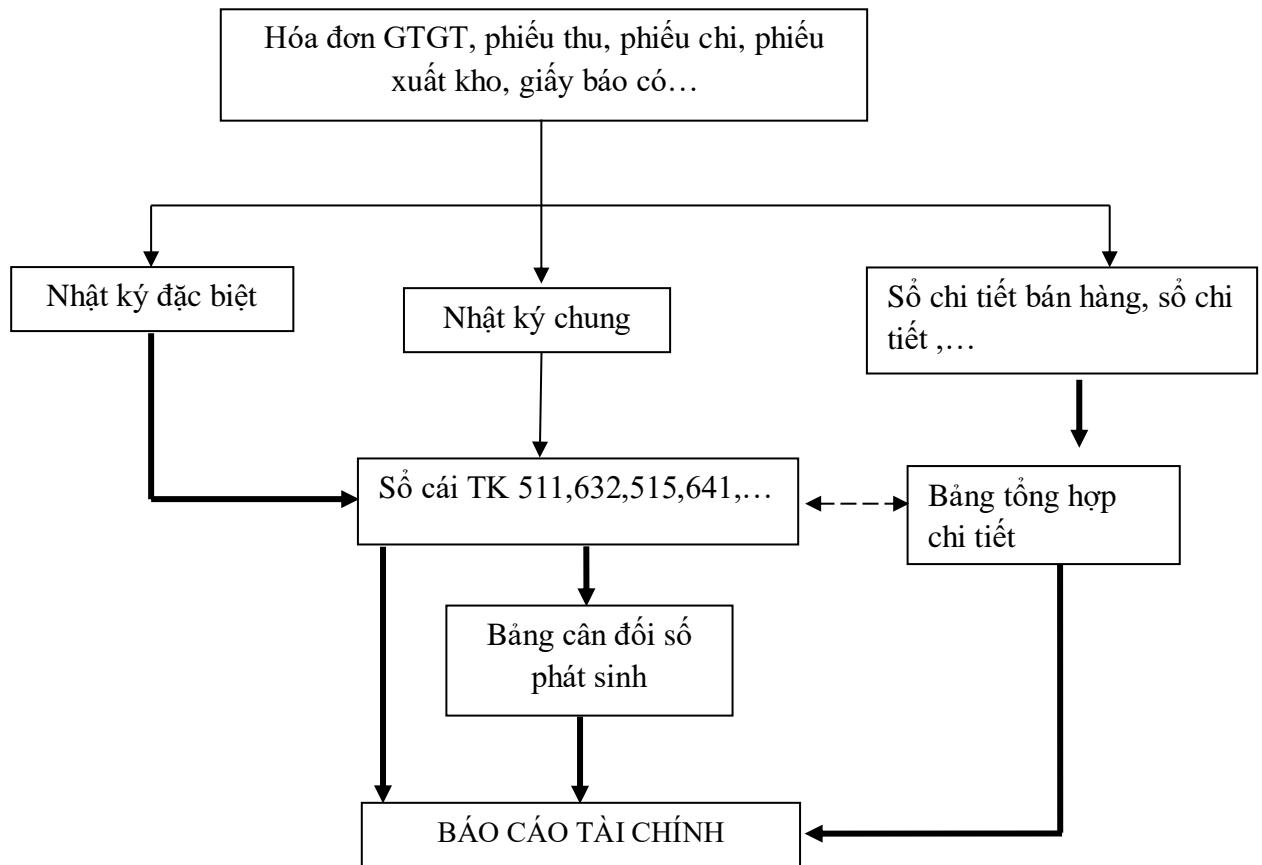 Hóa đơn GTGT, phiếu thu, phiếu chi, phiếu
xuất kho, giấy báo có…
Nhật ký đặc biệt
Nhật ký chung
Sổ chi tiết bán hàng, sổ chi
tiết ,…
Sổ cái TK 511,632,515,641,…
Bảng tổng hợp
chi tiết
Bảng cân đối số
phát sinh
BÁO CÁO TÀI CHÍNH